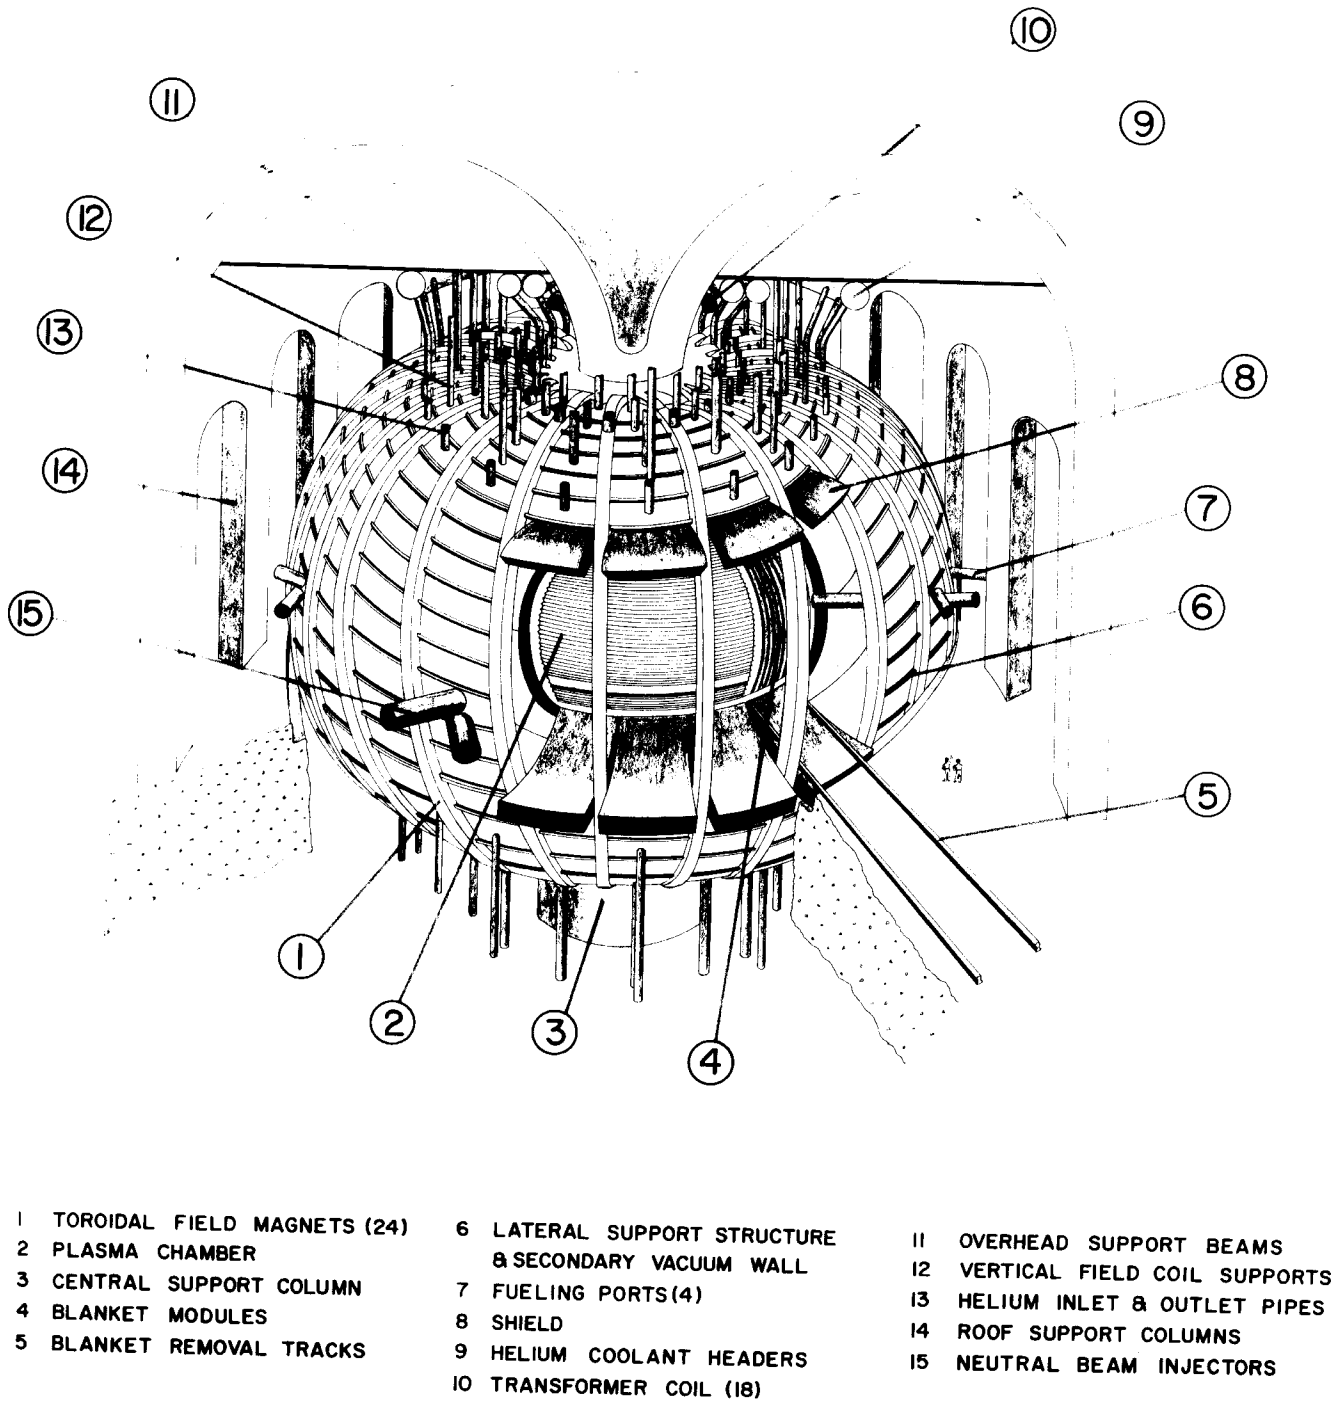 10
11
9
12
13
8
14
7
6
15
5
1
2
3
4
1 TOROIDAL FIELD MAGNETS (24)
2 PLASMA CHAMBER
3 CENTRAL SUPPORT COLUMN
4 BLANKET MODULES
5 BLANKET REMOVAL TRACKS
6 LATERAL SUPPORT STRUCTURE
& SECONDARY VACUUM WALL
7 FUELING PORTS (4)
8 SHIELD
9 HELIUM COOLANT HEADERS
10 TRANSFORMER COIL (18)
11 OVERHEAD SUPPORT BEAMS
12 VERTICAL FIELD COIL SUPPORTS
13 HELIUM INLET & OUTLET PIPES
14 ROOF SUPPORT COLUMNS
15 NEUTRAL BEAM INJECTORS